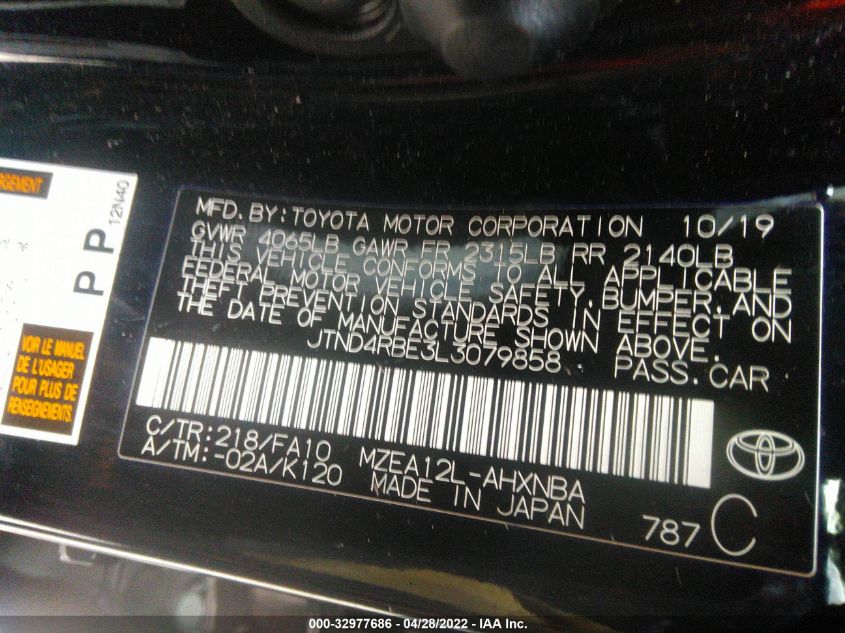 RGEMENT
P P
12N40
VOIR LE MANUEL
DE L'USAGER
POUR PLUS DE
RENSEIGNEMENTS.
MFD. BY: TOYOTA MOTOR CORPORATION 10/19
GVWR 4065LB GAWR FR 2315LB RR 2140LB
THIS VEHICLE CONFORMS TO ALL APPLICABLE
FEDERAL MOTOR VEHICLE SAFETY, BUMPER, AND
THEFT PREVENTION STANDARDS IN EFFECT ON
THE DATE OF MANUFACTURE SHOWN ABOVE.
JTND4RBE3L3079858 PASS. CAR
C/TR: 218/FA10 MZEA12L-AHXNBA
A/TM: -02A/K120 MADE IN JAPAN
787 C
000-32977686 - 04/28/2022 - IAA Inc.